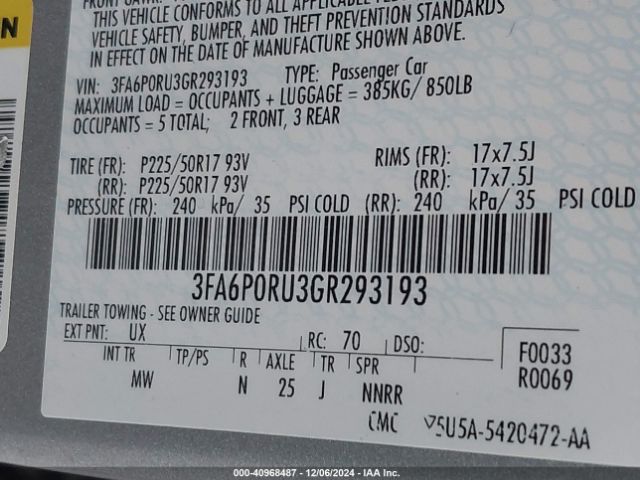 THIS VEHICLE CONFORMS TO ALL APPLICABLE
VEHICLE SAFETY, BUMPER, AND THEFT PREVENTION STANDARDS
IN EFFECT ON THE DATE OF MANUFACTURE SHOWN ABOVE.
VIN: 3FA6P0RU3GR293193 TYPE: Passenger Car
MAXIMUM LOAD = OCCUPANTS + LUGGAGE = 385KG/ 850LB
OCCUPANTS = 5 TOTAL; 2 FRONT, 3 REAR
TIRE (FR): P225/50R17 93V RIMS (FR): 17x7.5J
(RR): P225/50R17 93V (RR): 17x7.5J
PRESSURE (FR): 240 kPa/ 35 PSI COLD (RR): 240 kPa/ 35 PSI COLD
3FA6P0RU3GR293193
TRAILER TOWING - SEE OWNER GUIDE
EXT PNT: UX RC: 70 DSO: F0033
INT TR TP/PS R AXLE TR SPR R0069
MW N 25 J NNRR
CMC 5U5A-5420472-AA
000-40968487 - 12/06/2024 - IAA Inc.